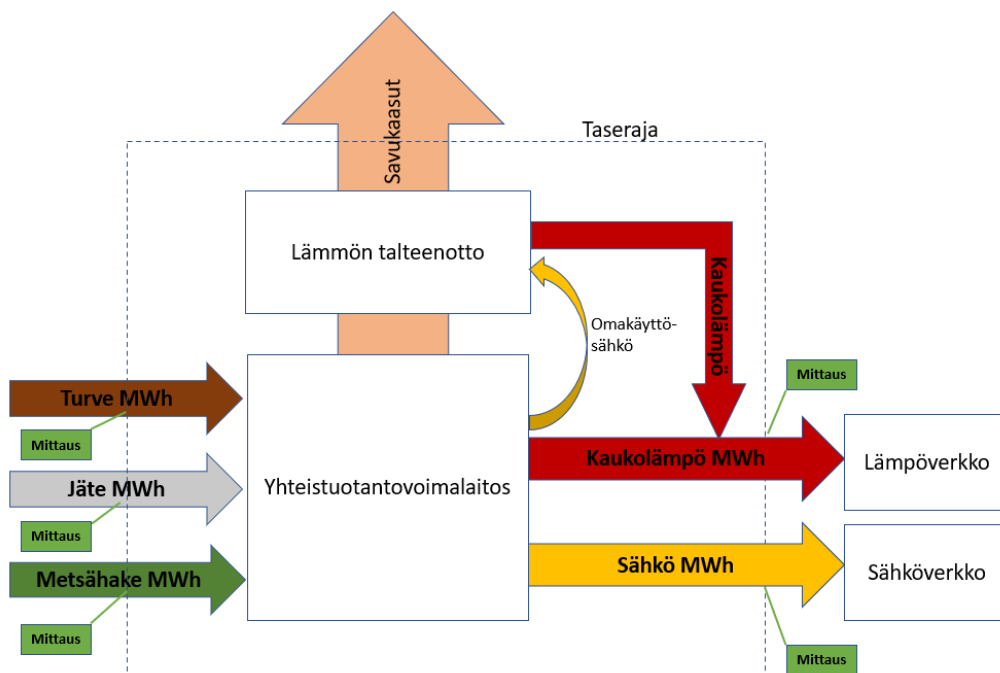 Savukaasut
Taseraja
Lämmön talteenotto
Kaukolämpö
Omakäyttö-
sähkö
Mittaus
Turve MWh
Mittaus
Kaukolämpö MWh
Lämpöverkko
Jäte MWh
Yhteistuotantovoimalaitos
Mittaus
Metsähake MWh
Sähkö MWh
Sähköverkko
Mittaus
Mittaus